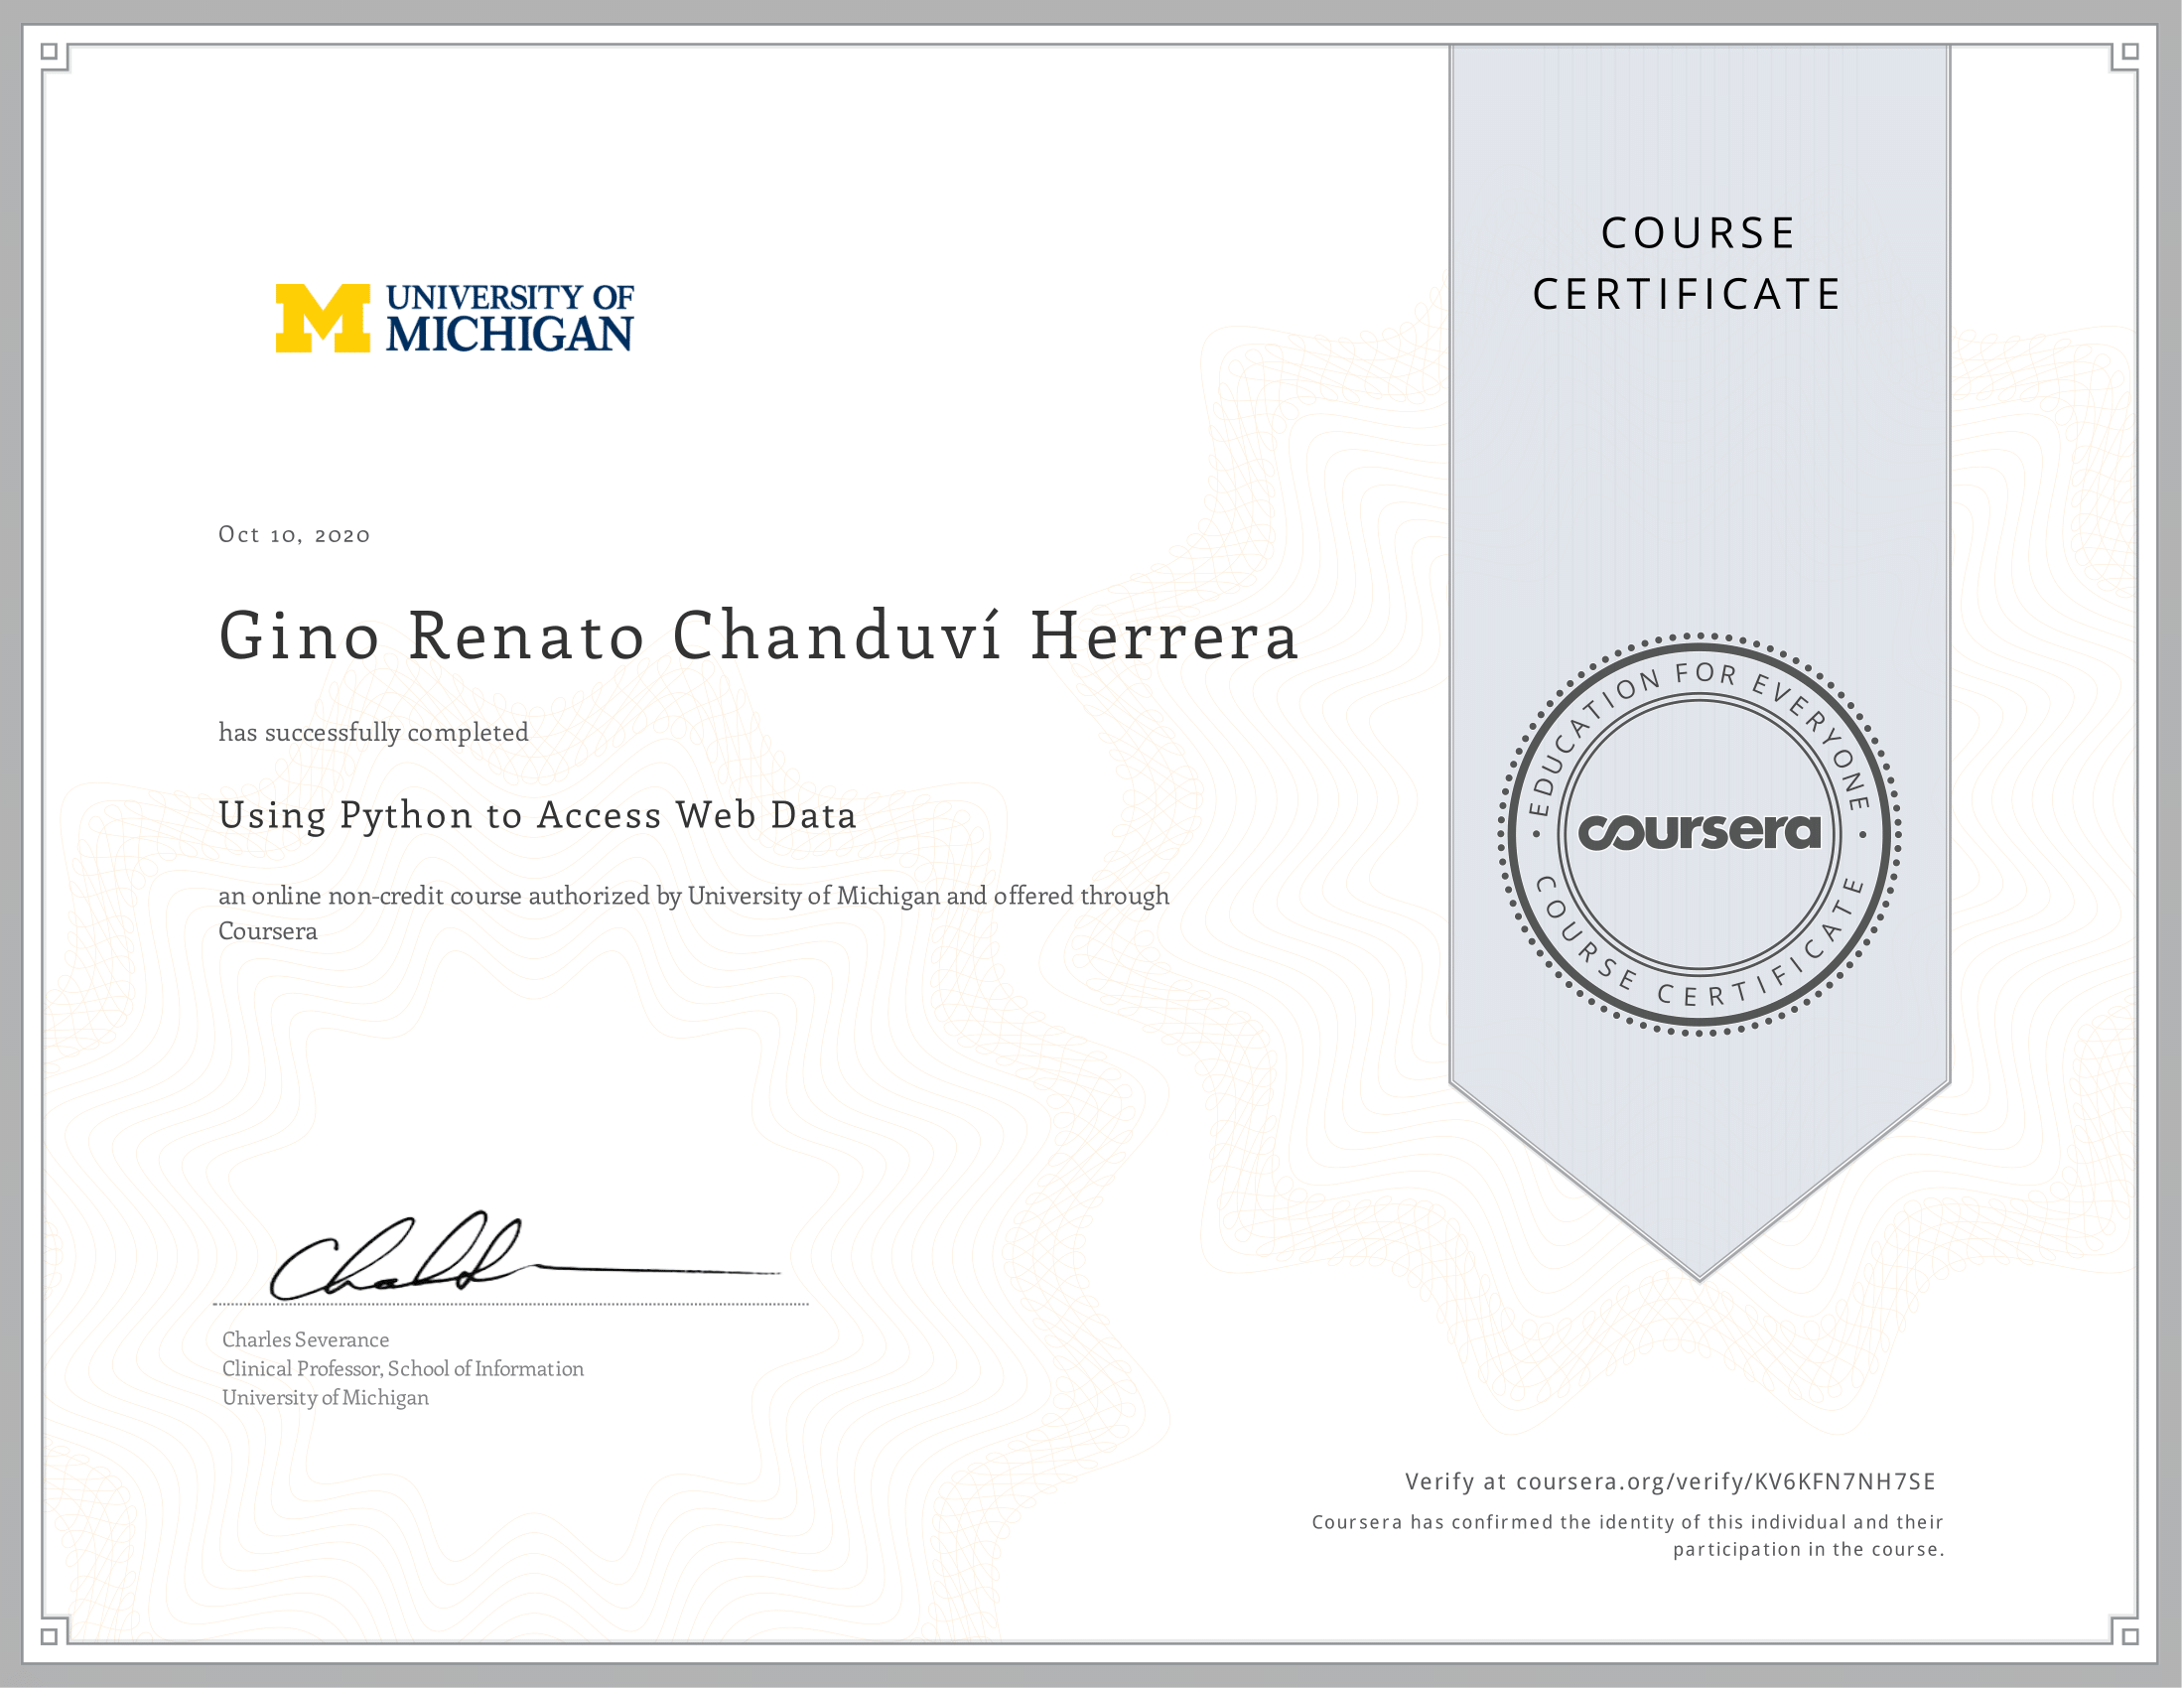 COURSE
CERTIFICATE
UNIVERSITY OF
MICHIGAN
Oct 10, 2020
Gino Renato Chanduví Herrera
has successfully completed
Using Python to Access Web Data
an online non-credit course authorized by University of Michigan and offered through
Coursera
EDUCATION FOR EVERYONE
coursera
COURSE CERTIFICATE
Charles Severance
Clinical Professor, School of Information
University of Michigan
Verify at coursera.org/verify/KV6KFN7NH7SE
Coursera has confirmed the identity of this individual and their
participation in the course.